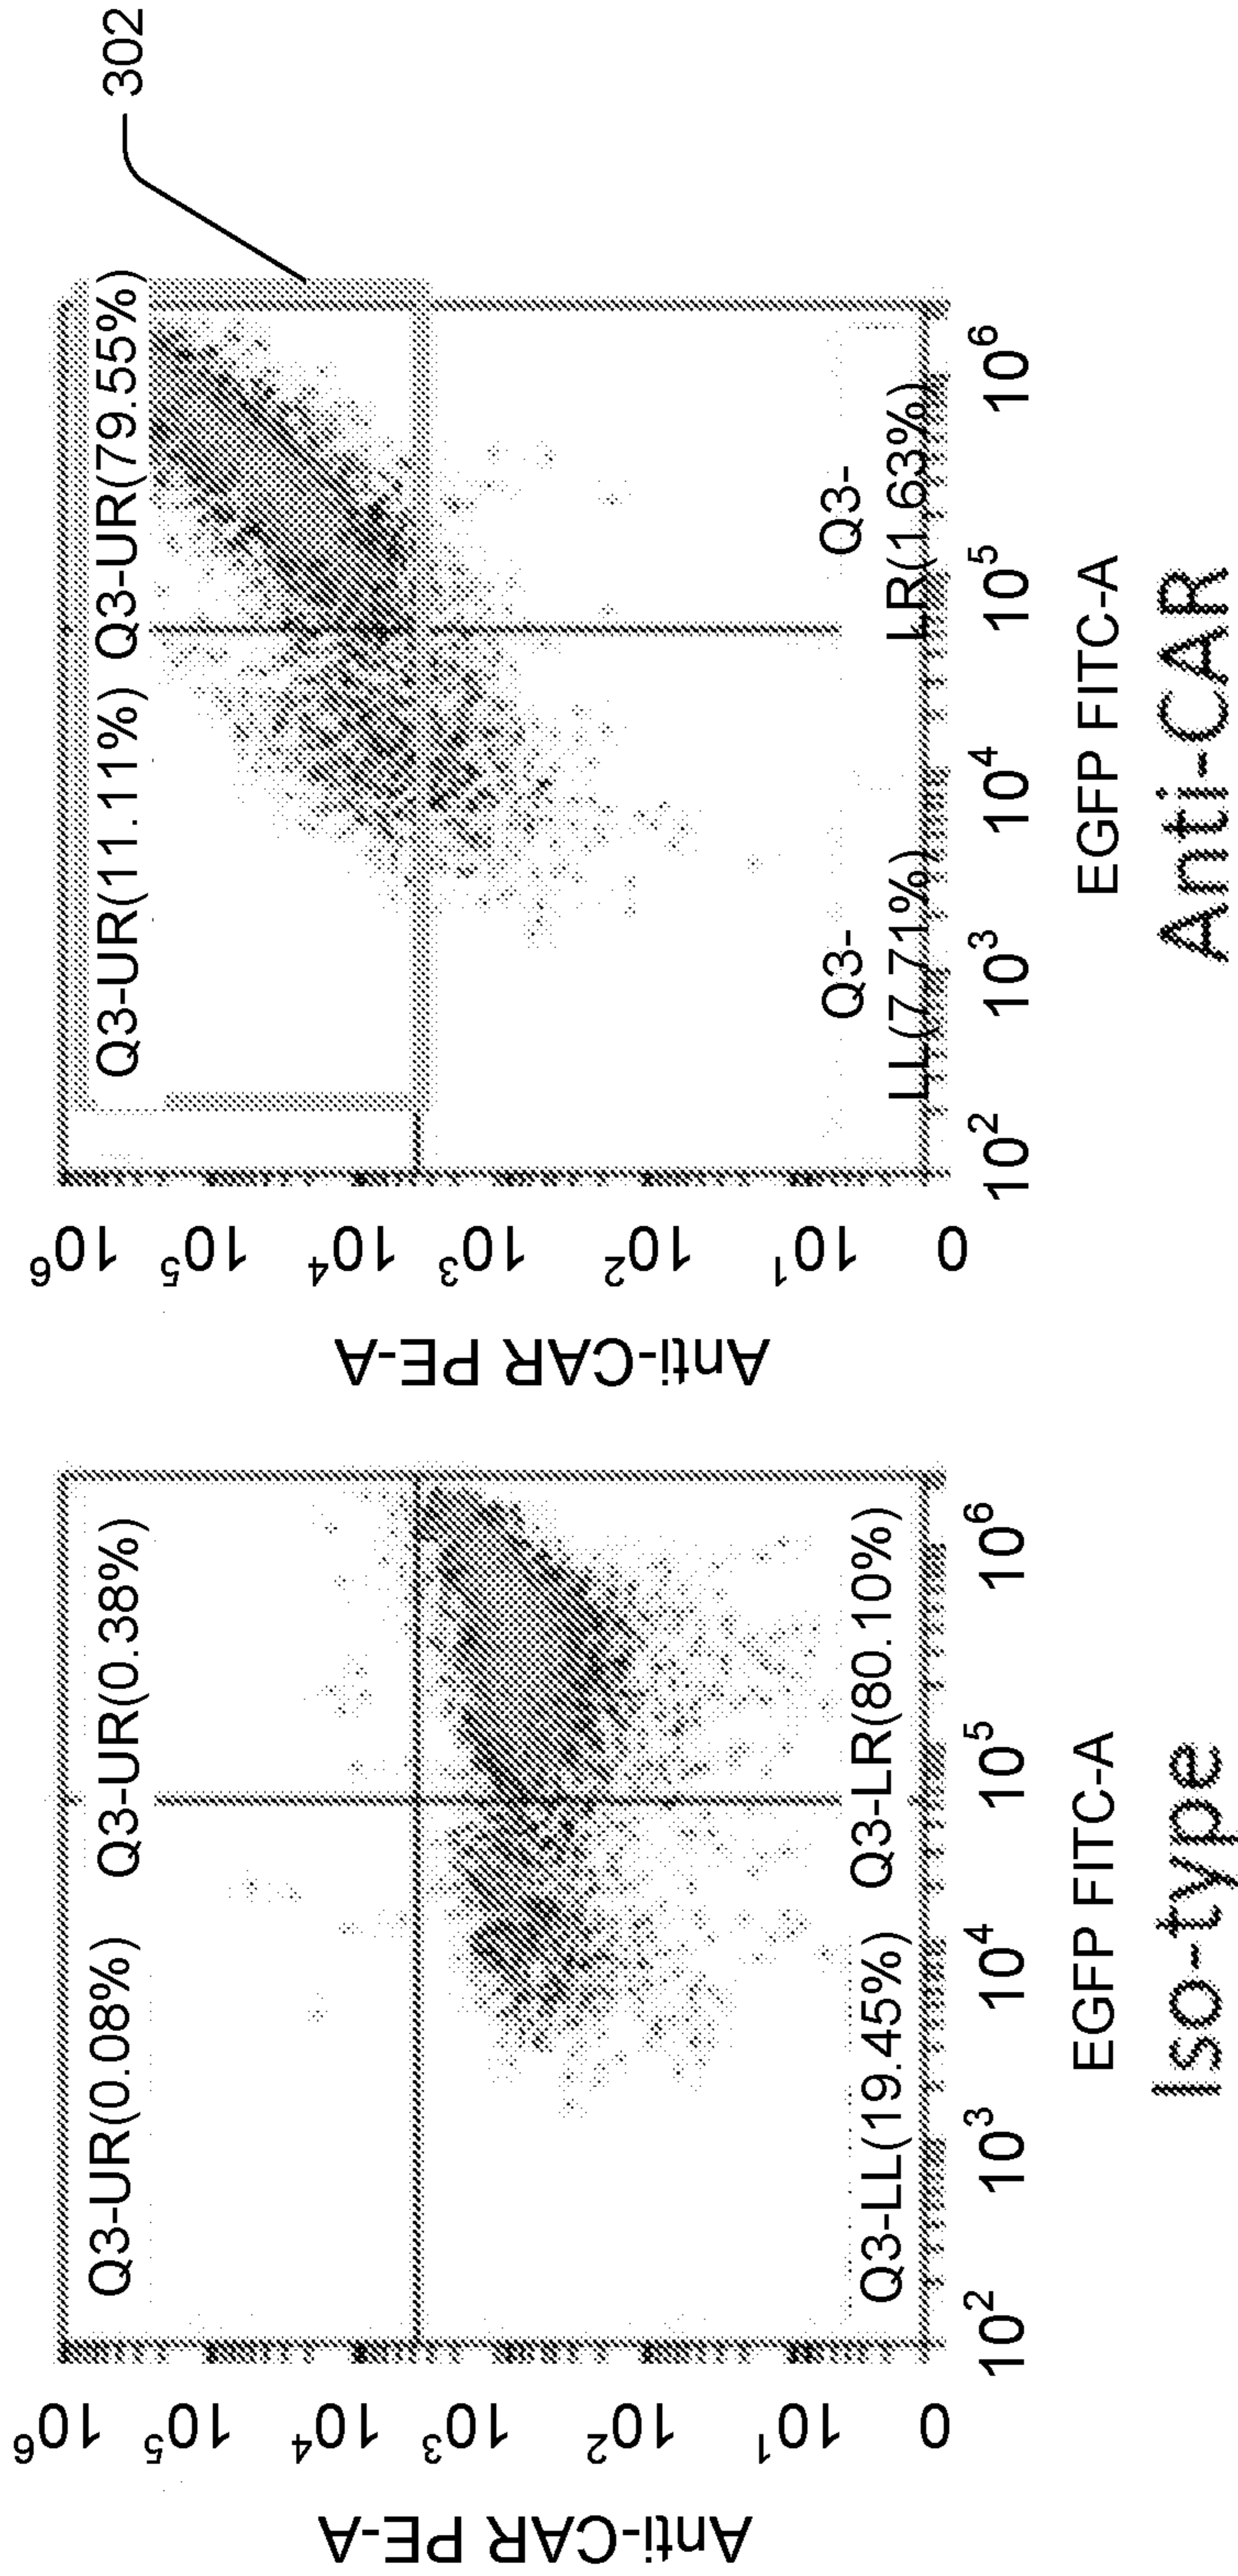 Anti-CAR PE-A
10^6
10^5
10^4
10^3
10^2
10^1
0
Q3-UR(0.08%)
Q3-UR(0.38%)
Q3-LL(19.45%)
Q3-LR(80.10%)
10^2
10^3
10^4
10^5
10^6
EGFP FITC-A
Iso-type
Anti-CAR PE-A
10^6
10^5
10^4
10^3
10^2
10^1
0
Q3-UR(11.11%)
Q3-UR(79.55%)
Q3-
LL(7.71%)
Q3-
LR(1.63%)
10^2
10^3
10^4
10^5
10^6
EGFP FITC-A
Anti-CAR
302